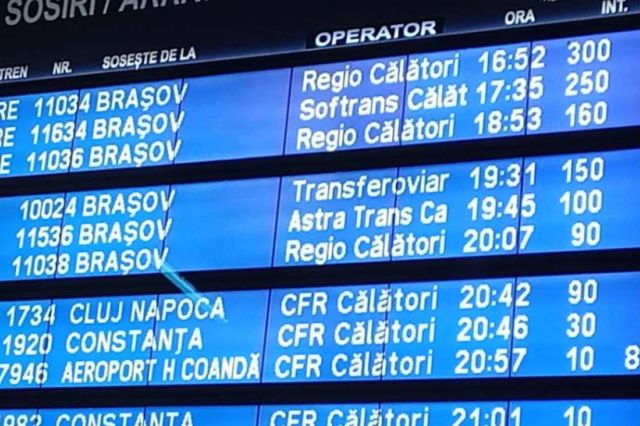 SOSIRI /
TREN NR. SOSEȘTE DE LA OPERATOR ORA INT.
RE 11034 BRAȘOV Regio Călători 16:52 300
RE 11634 BRAȘOV Softrans Călăt 17:35 250
E 11036 BRAȘOV Regio Călători 18:53 160
10024 BRAȘOV Transferoviar 19:31 150
11536 BRAȘOV Astra Trans Ca 19:45 100
11038 BRAȘOV Regio Călători 20:07 90
1734 CLUJ NAPOCA CFR Călători 20:42 90
1920 CONSTANȚA CFR Călători 20:46 30
7946 AEROPORT H COANDĂ CFR Călători 20:57 10 8
1982 CONSTANȚA CFR Călători 21:01 10